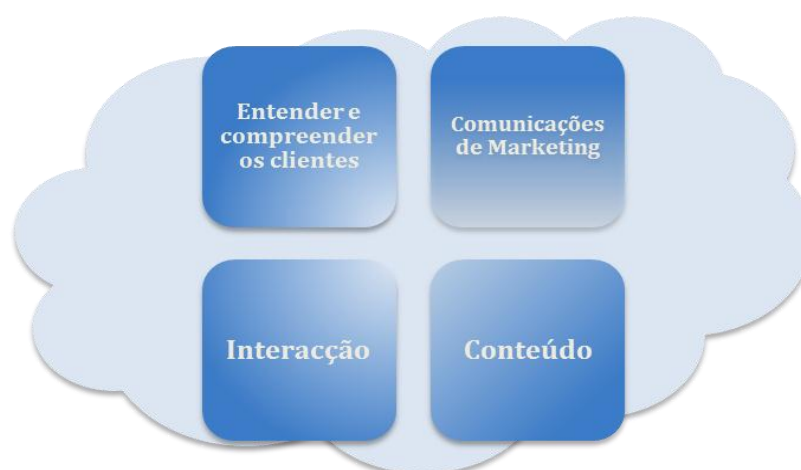 Entender e
compreender
os clientes
Comunicações
de Marketing
Interacção
Conteúdo